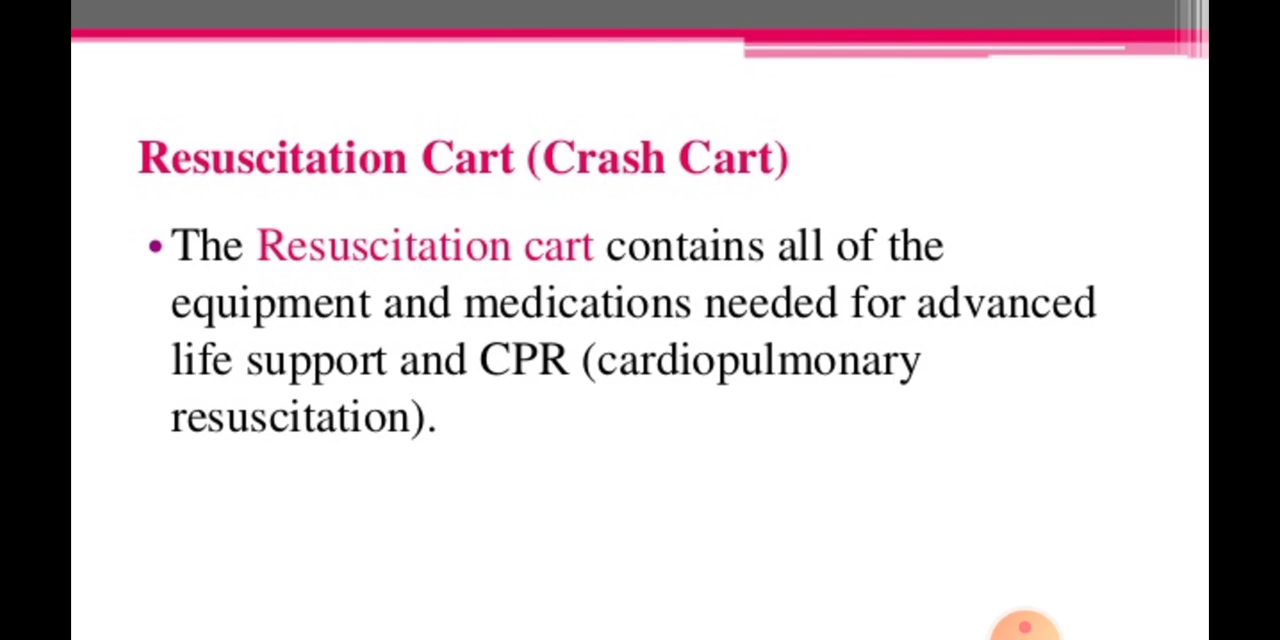 Resuscitation Cart (Crash Cart)
• The Resuscitation cart contains all of the
equipment and medications needed for advanced
life support and CPR (cardiopulmonary
resuscitation).